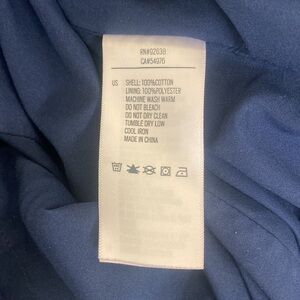 RN#92638
CA#54976
US SHELL:100%COTTON
LINING:100%POLYESTER
MACHINE WASH WARM
DO NOT BLEACH
DO NOT DRY CLEAN
TUMBLE DRY LOW
COOL IRON
MADE IN CHINA